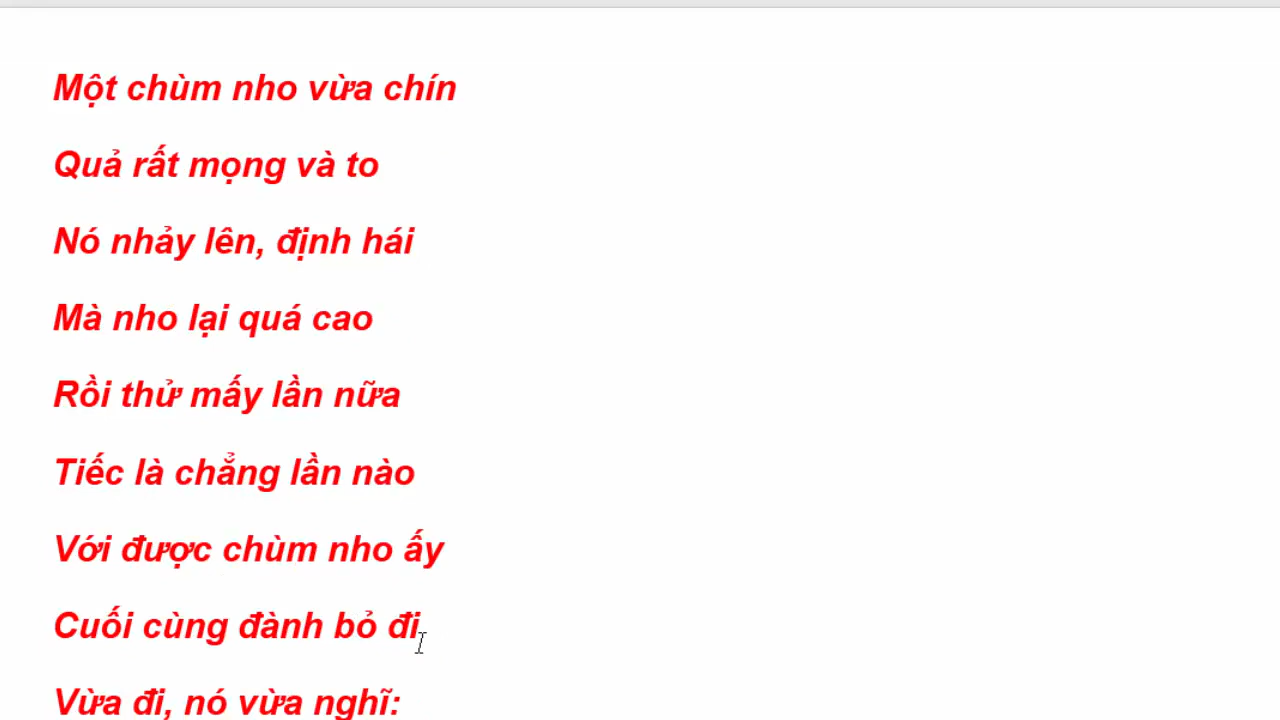 Một chùm nho vừa chín
Quả rất mọng và to
Nó nhảy lên, định hái
Mà nho lại quá cao
Rồi thử mấy lần nữa
Tiếc là chẳng lần nào
Với được chùm nho ấy
Cuối cùng đành bỏ đi
Vừa đi, nó vừa nghĩ: